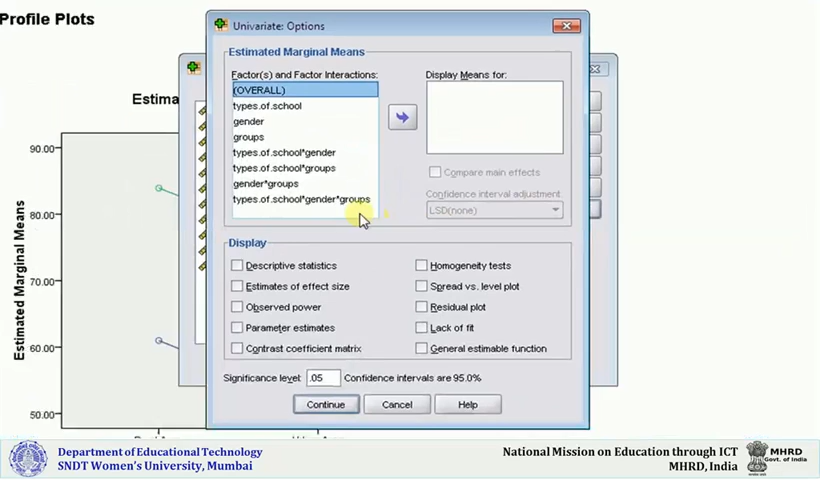 Profile Plots
Univariate: Options
Estimated Marginal Means
Factor(s) and Factor Interactions:
Display Means for:
(OVERALL)
types.of.school
gender
groups
types.of.school*gender
types.of.school*groups
gender*groups
types.of.school*gender*groups
Compare main effects
Confidence interval adjustment
LSD(none)
Display
Descriptive statistics
Homogeneity tests
Estimates of effect size
Spread vs. level plot
Observed power
Residual plot
Parameter estimates
Lack of fit
Contrast coefficient matrix
General estimable function
Significance level: .05 Confidence intervals are 95.0%
Continue
Cancel
Help
Estima
90.00
80.00
70.00
60.00
50.00
Estimated Marginal Means
Department of Educational Technology
SNDT Women's University, Mumbai
National Mission on Education through ICT
MHRD, India
MHRD
Govt. of India